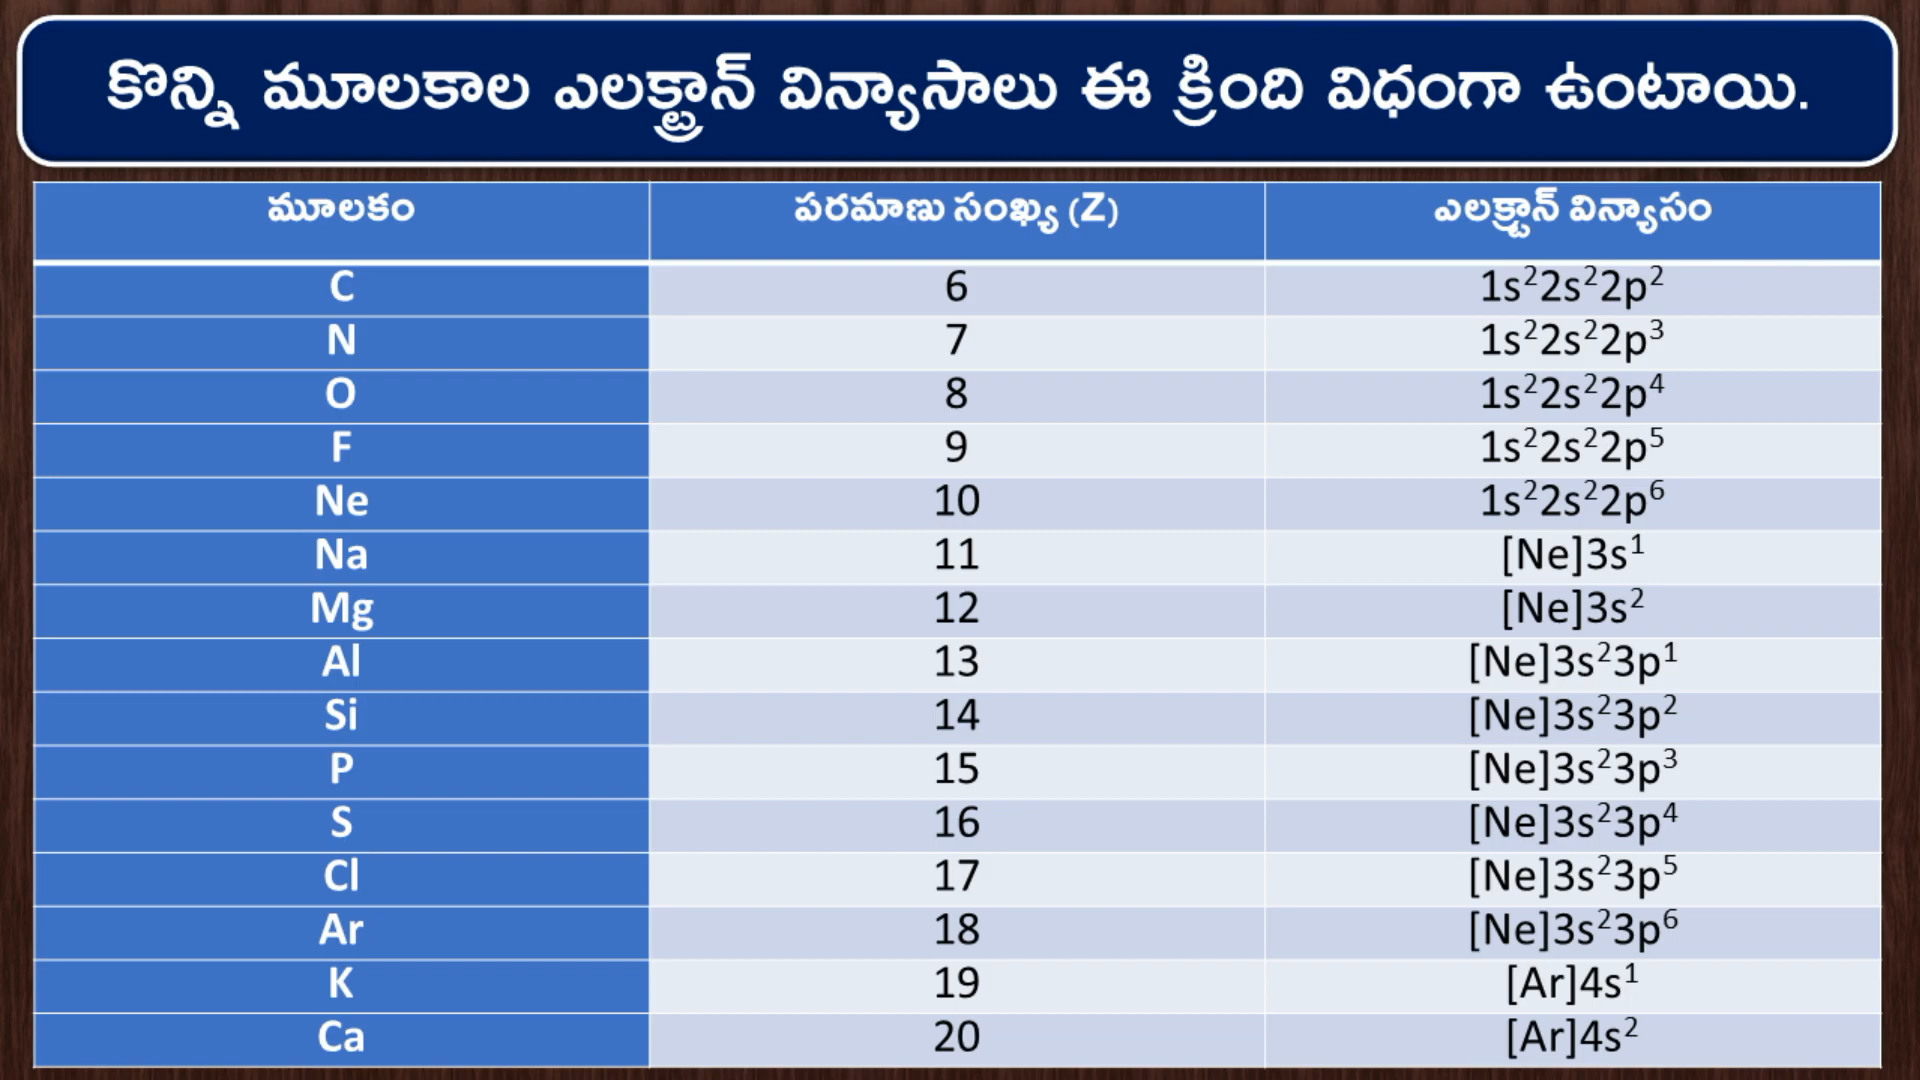 కొన్ని మూలకాల ఎలక్ట్రాన్ విన్యాసాలు ఈ క్రింది విధంగా ఉంటాయి.
మూలకం పరమాణు సంఖ్య (Z) ఎలక్ట్రాన్ విన్యాసం
C 6 1s²2s²2p²
N 7 1s²2s²2p³
O 8 1s²2s²2p⁴
F 9 1s²2s²2p⁵
Ne 10 1s²2s²2p⁶
Na 11 [Ne]3s¹
Mg 12 [Ne]3s²
Al 13 [Ne]3s²3p¹
Si 14 [Ne]3s²3p²
P 15 [Ne]3s²3p³
S 16 [Ne]3s²3p⁴
Cl 17 [Ne]3s²3p⁵
Ar 18 [Ne]3s²3p⁶
K 19 [Ar]4s¹
Ca 20 [Ar]4s²